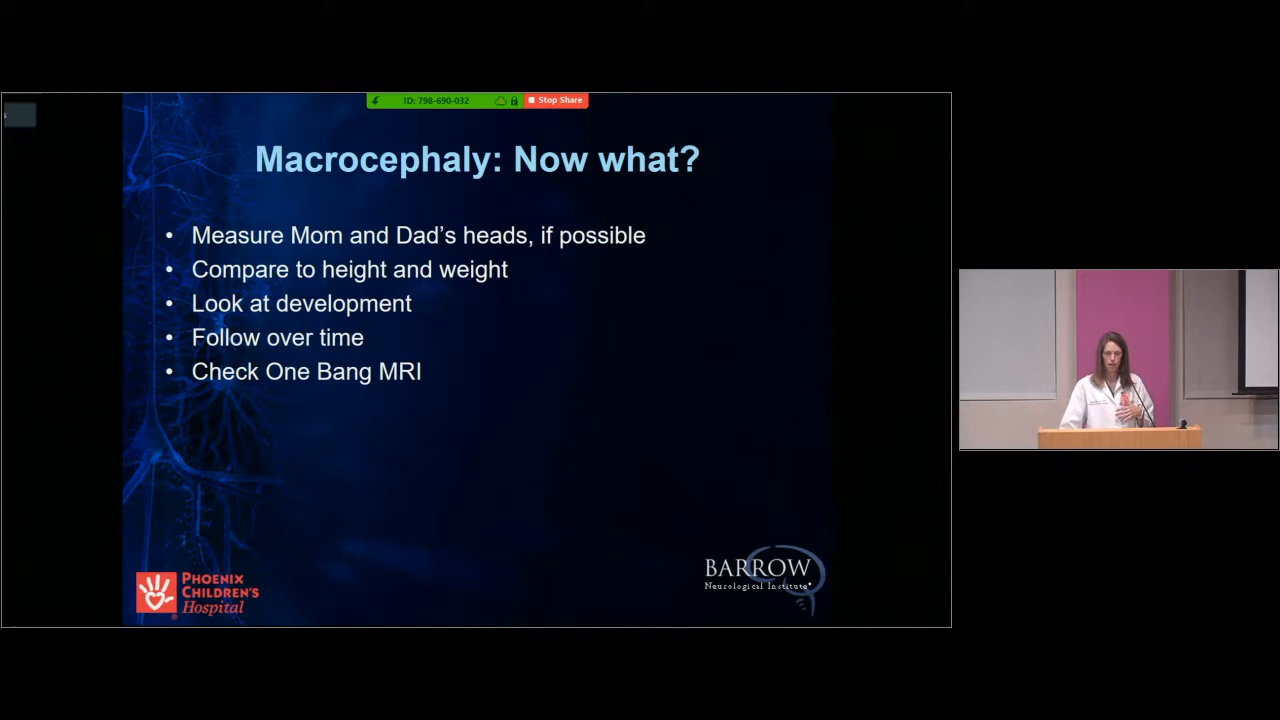 ID: 798-690-032
Stop Share
s
Macrocephaly: Now what?
• Measure Mom and Dad's heads, if possible
• Compare to height and weight
• Look at development
• Follow over time
• Check One Bang MRI
PHOENIX
CHILDREN'S
Hospital
BARROW
Neurological Institute®